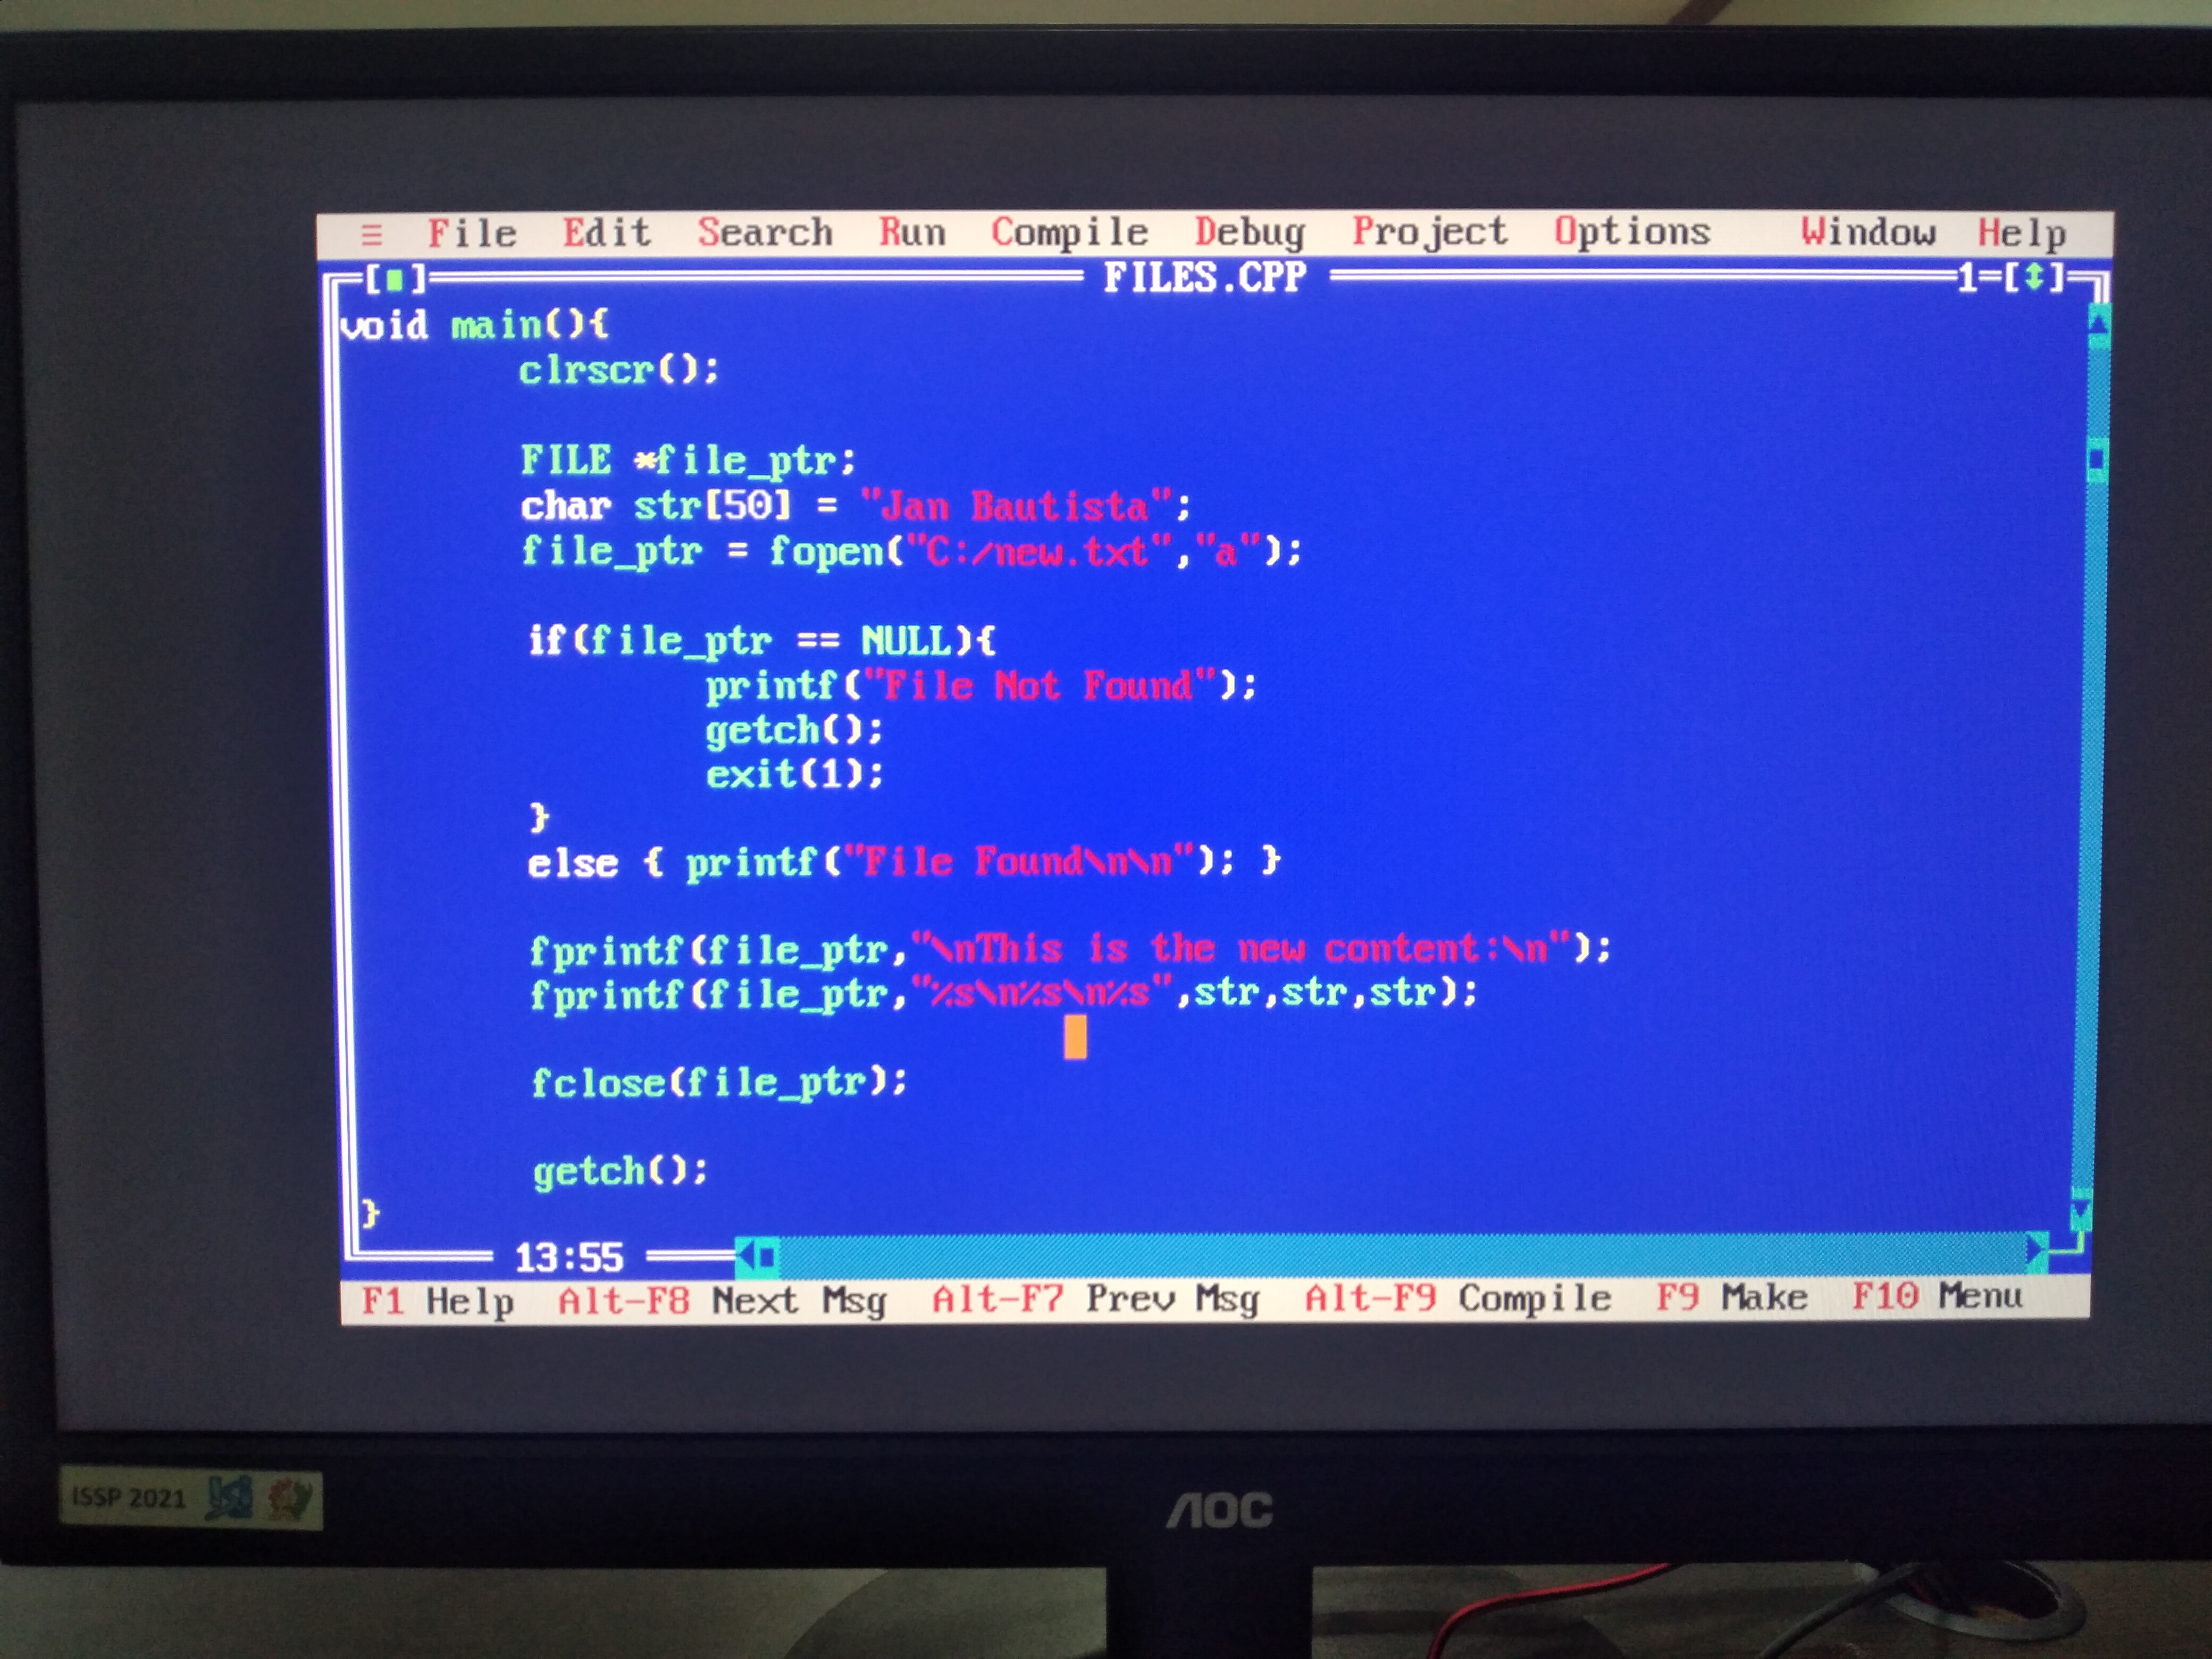 ≡ File Edit Search Run Compile Debug Project Options Window Help
[■] FILES.CPP 1=[↕]
void main(){
clrscr();
FILE *file_ptr;
char str[50] = "Jan Bautista";
file_ptr = fopen("C:/new.txt","a");
if(file_ptr == NULL){
printf("File Not Found");
getch();
exit(1);
}
else { printf("File Found\n\n"); }
fprintf(file_ptr,"\nThis is the new content:\n");
fprintf(file_ptr,"%s\n%s\n%s",str,str,str);
fclose(file_ptr);
getch();
}
13:55
F1 Help Alt-F8 Next Msg Alt-F7 Prev Msg Alt-F9 Compile F9 Make F10 Menu
ISSP 2021
AOC